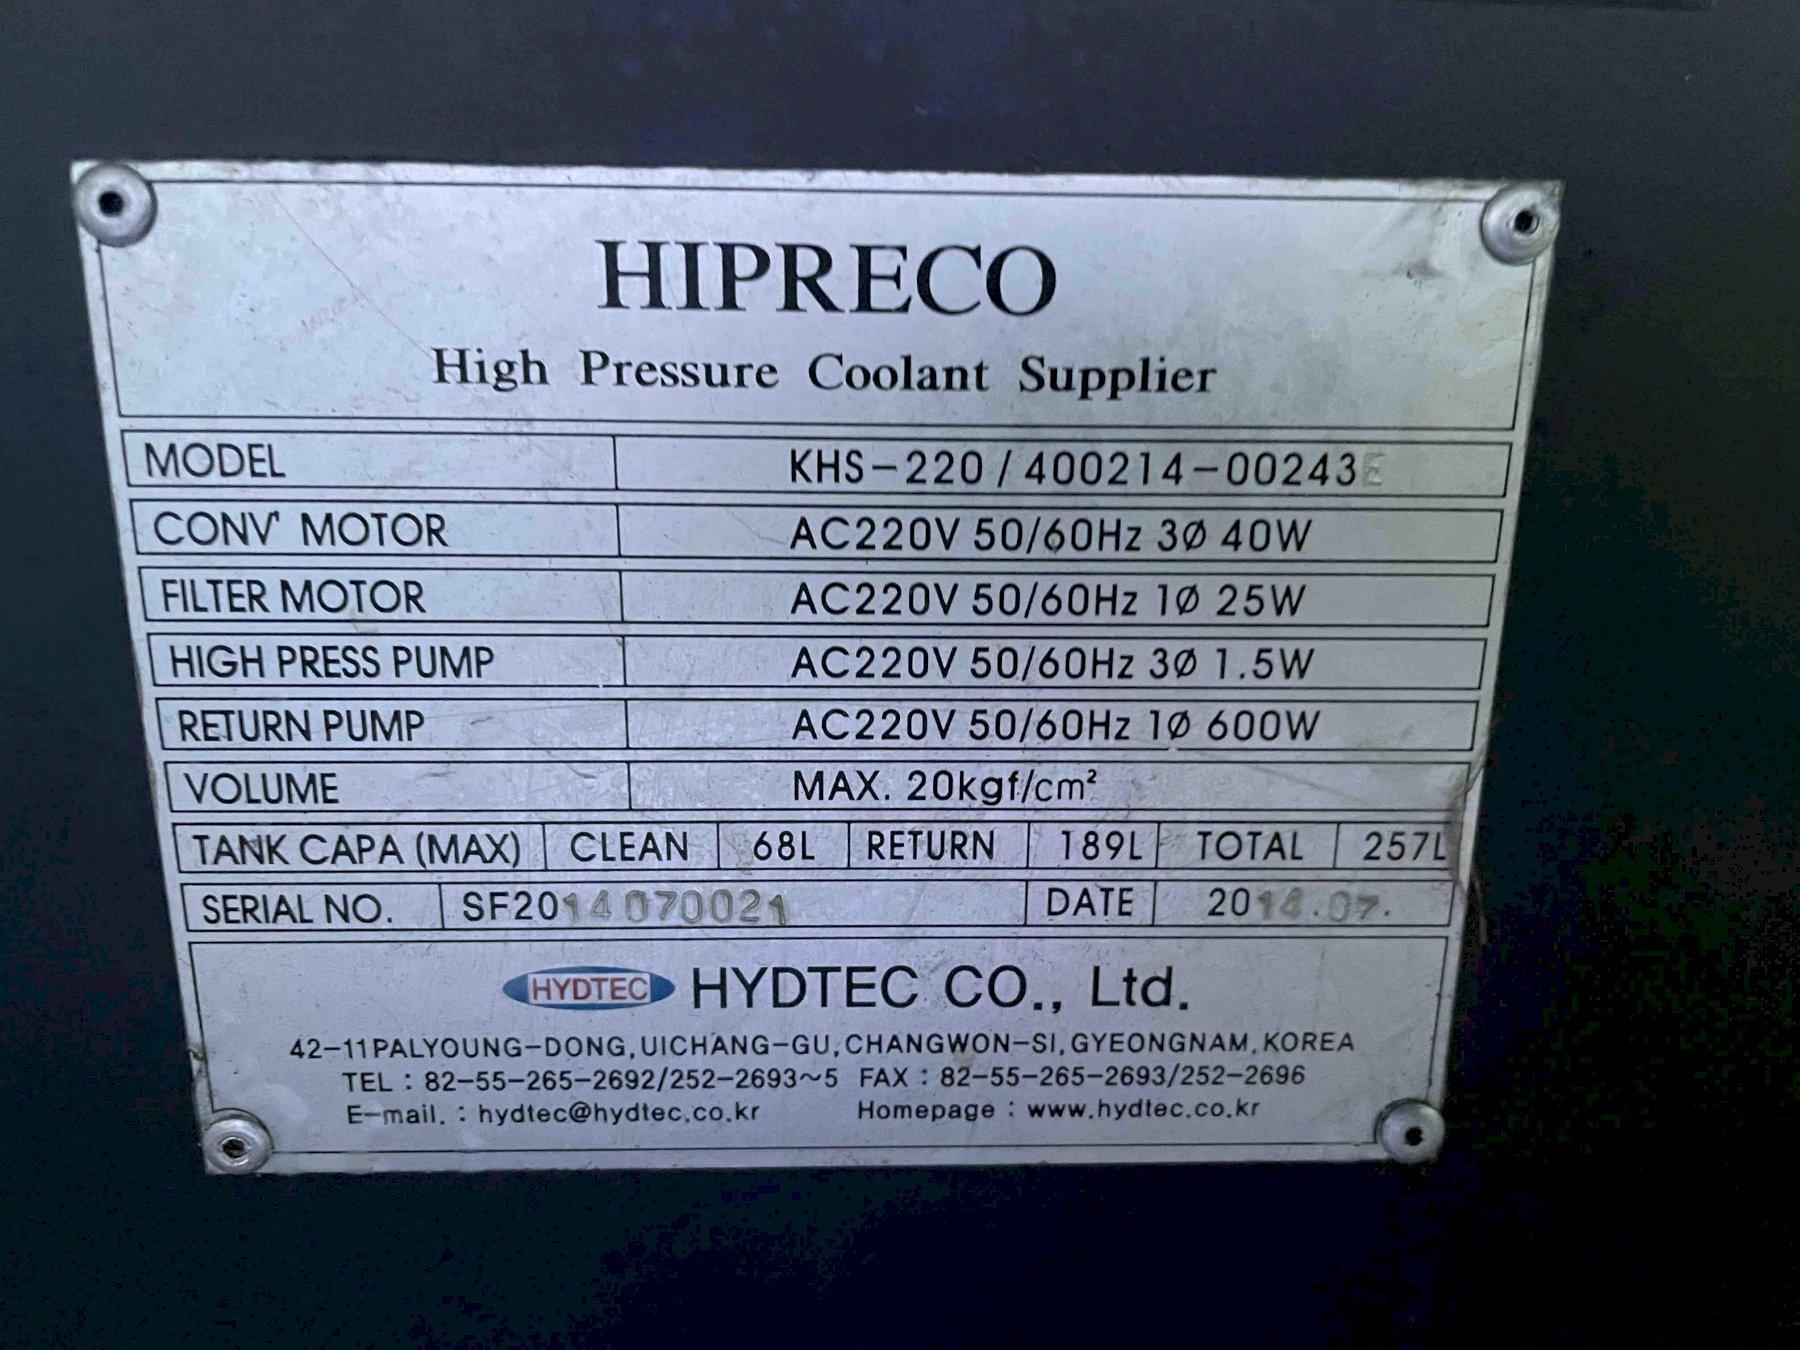 HIPRECO
High Pressure Coolant Supplier
MODEL KHS-220/400214-00243E
CONV' MOTOR AC220V 50/60Hz 3Ø 40W
FILTER MOTOR AC220V 50/60Hz 1Ø 25W
HIGH PRESS PUMP AC220V 50/60Hz 3Ø 1.5W
RETURN PUMP AC220V 50/60Hz 1Ø 600W
VOLUME MAX. 20kgf/cm²
TANK CAPA (MAX) CLEAN 68L RETURN 189L TOTAL 257L
SERIAL NO. SF2014070021 DATE 2014.07.
HYDTEC HYDTEC CO., Ltd.
42-11PALYOUNG-DONG,UICHANG-GU,CHANGWON-SI,GYEONGNAM,KOREA
TEL : 82-55-265-2692/252-2693~5 FAX : 82-55-265-2693/252-2696
E-mail. : hydtec@hydtec.co.kr Homepage : www.hydtec.co.kr